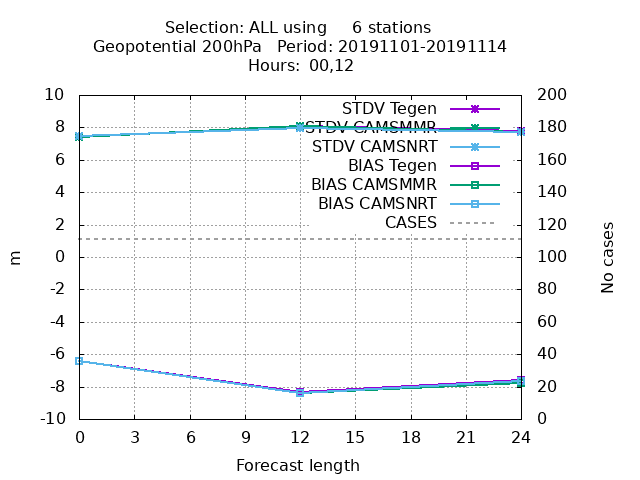 Selection: ALL using     6 stations
Geopotential 200hPa   Period: 20191101-20191114
Hours: 00,12
10 200
STDV Tegen
8 STDV CAMSMMR 180
STDV CAMSNRT
6 BIAS Tegen 160
BIAS CAMSMMR
4 BIAS CAMSNRT 140
2 CASES 120
0 100
m
No cases
-2 80
-4 60
-6 40
-8 20
-10 0
0 3 6 9 12 15 18 21 24
Forecast length